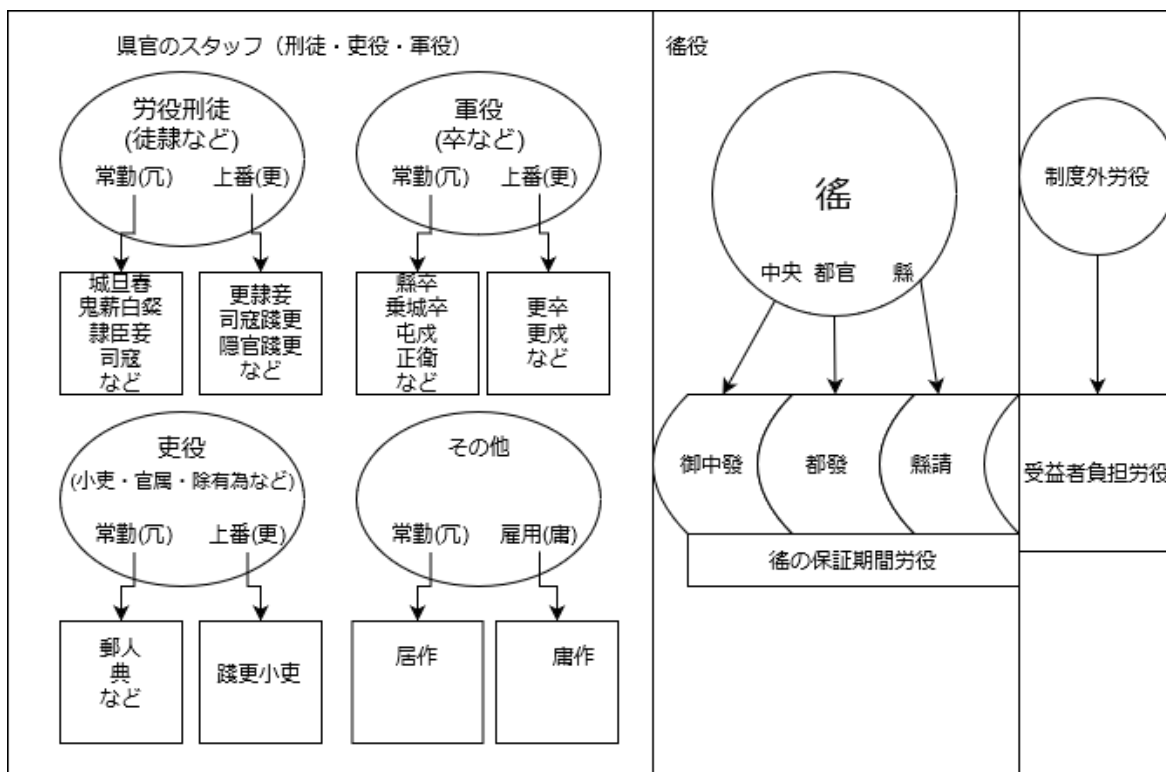 県官のスタッフ（刑徒・吏役・軍役）
労役刑徒
(徒隷など)
常勤(冗)
上番(更)
城旦舂
鬼薪白粲
隷臣妾
司寇
など
更隷妾
司寇踐更
隠官踐更
など
軍役
(卒など)
常勤(冗)
上番(更)
縣卒
乗城卒
屯戍
正衛
など
更卒
更戍
など
吏役
(小吏・官属・除有為など)
常勤(冗)
上番(更)
郵人
典
など
踐更小吏
その他
常勤(冗)
雇用(庸)
居作
庸作
徭役
徭
中央
都官
縣
御中發
都發
縣請
徭の保証期間労役
制度外労役
受益者負担労役